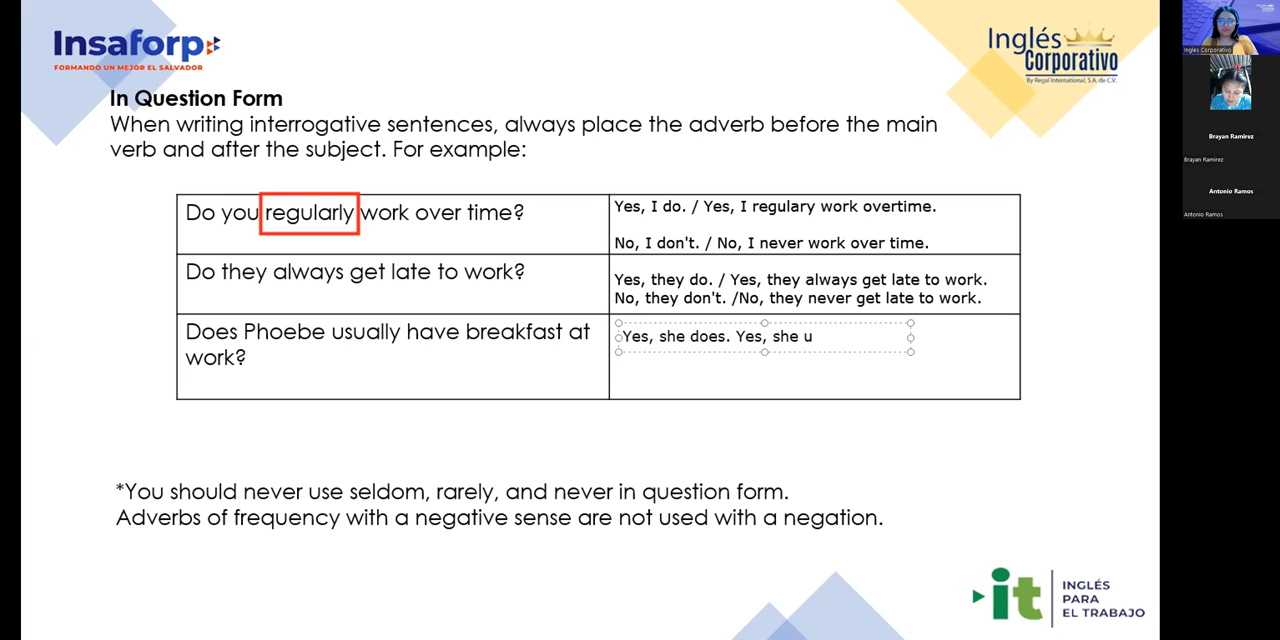 Insaforp
FORMANDO UN MEJOR EL SALVADOR
Inglés
Corporativo
By Regal International, S.A. de C.V.
In Question Form
When writing interrogative sentences, always place the adverb before the main
verb and after the subject. For example:
Do you regularly work over time?
Yes, I do. / Yes, I regulary work overtime.
No, I don't. / No, I never work over time.
Do they always get late to work?
Yes, they do. / Yes, they always get late to work.
No, they don't. /No, they never get late to work.
Does Phoebe usually have breakfast at
work?
Yes, she does. Yes, she u
*You should never use seldom, rarely, and never in question form.
Adverbs of frequency with a negative sense are not used with a negation.
it
INGLÉS
PARA
EL TRABAJO
Ingles Corporativo
Brayan Ramirez
Brayan Ramirez
Antonio Ramos
Antonio Ramos